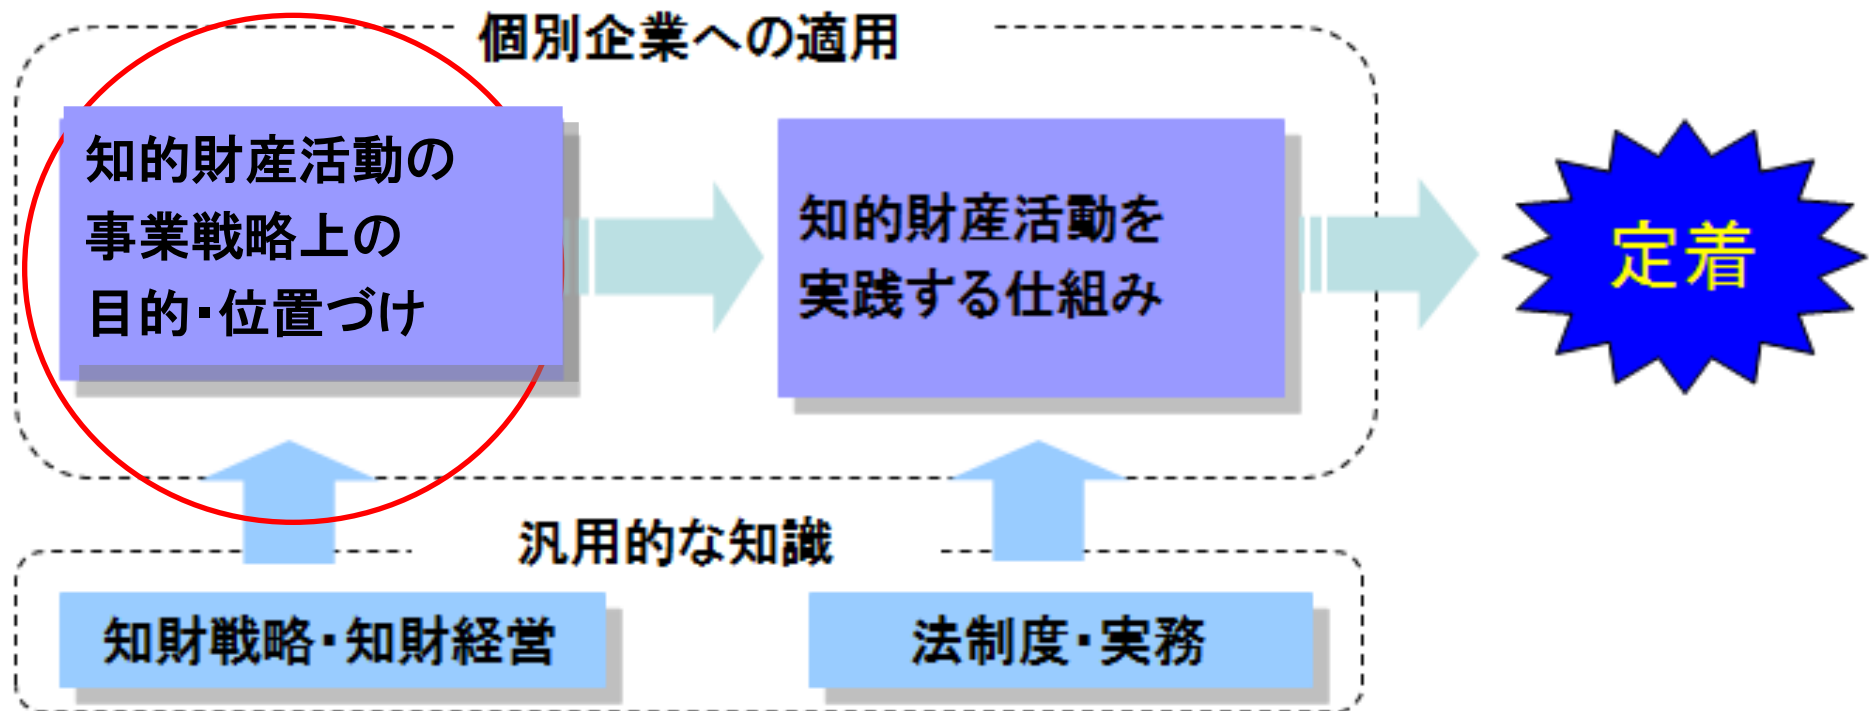 個別企業への適用
知的財産活動の
事業戦略上の
目的・位置づけ
知的財産活動を
実践する仕組み
定着
汎用的な知識
知財戦略・知財経営
法制度・実務